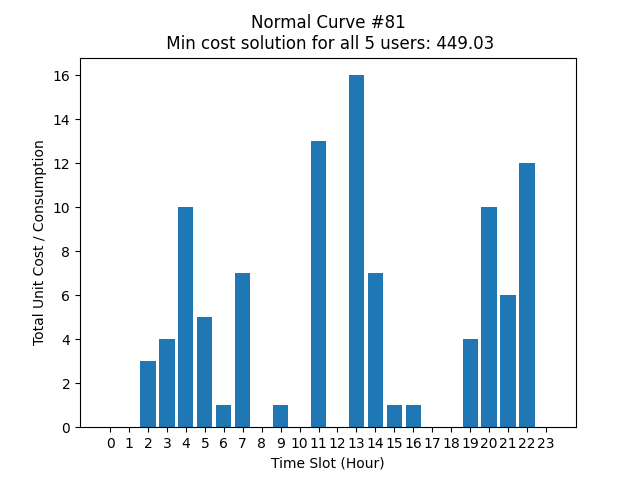 Normal Curve #81
Min cost solution for all 5 users: 449.03
16
14
12
10
8
6
4
2
0
Total Unit Cost / Consumption
0 1 2 3 4 5 6 7 8 9 10 11 12 13 14 15 16 17 18 19 20 21 22 23
Time Slot (Hour)